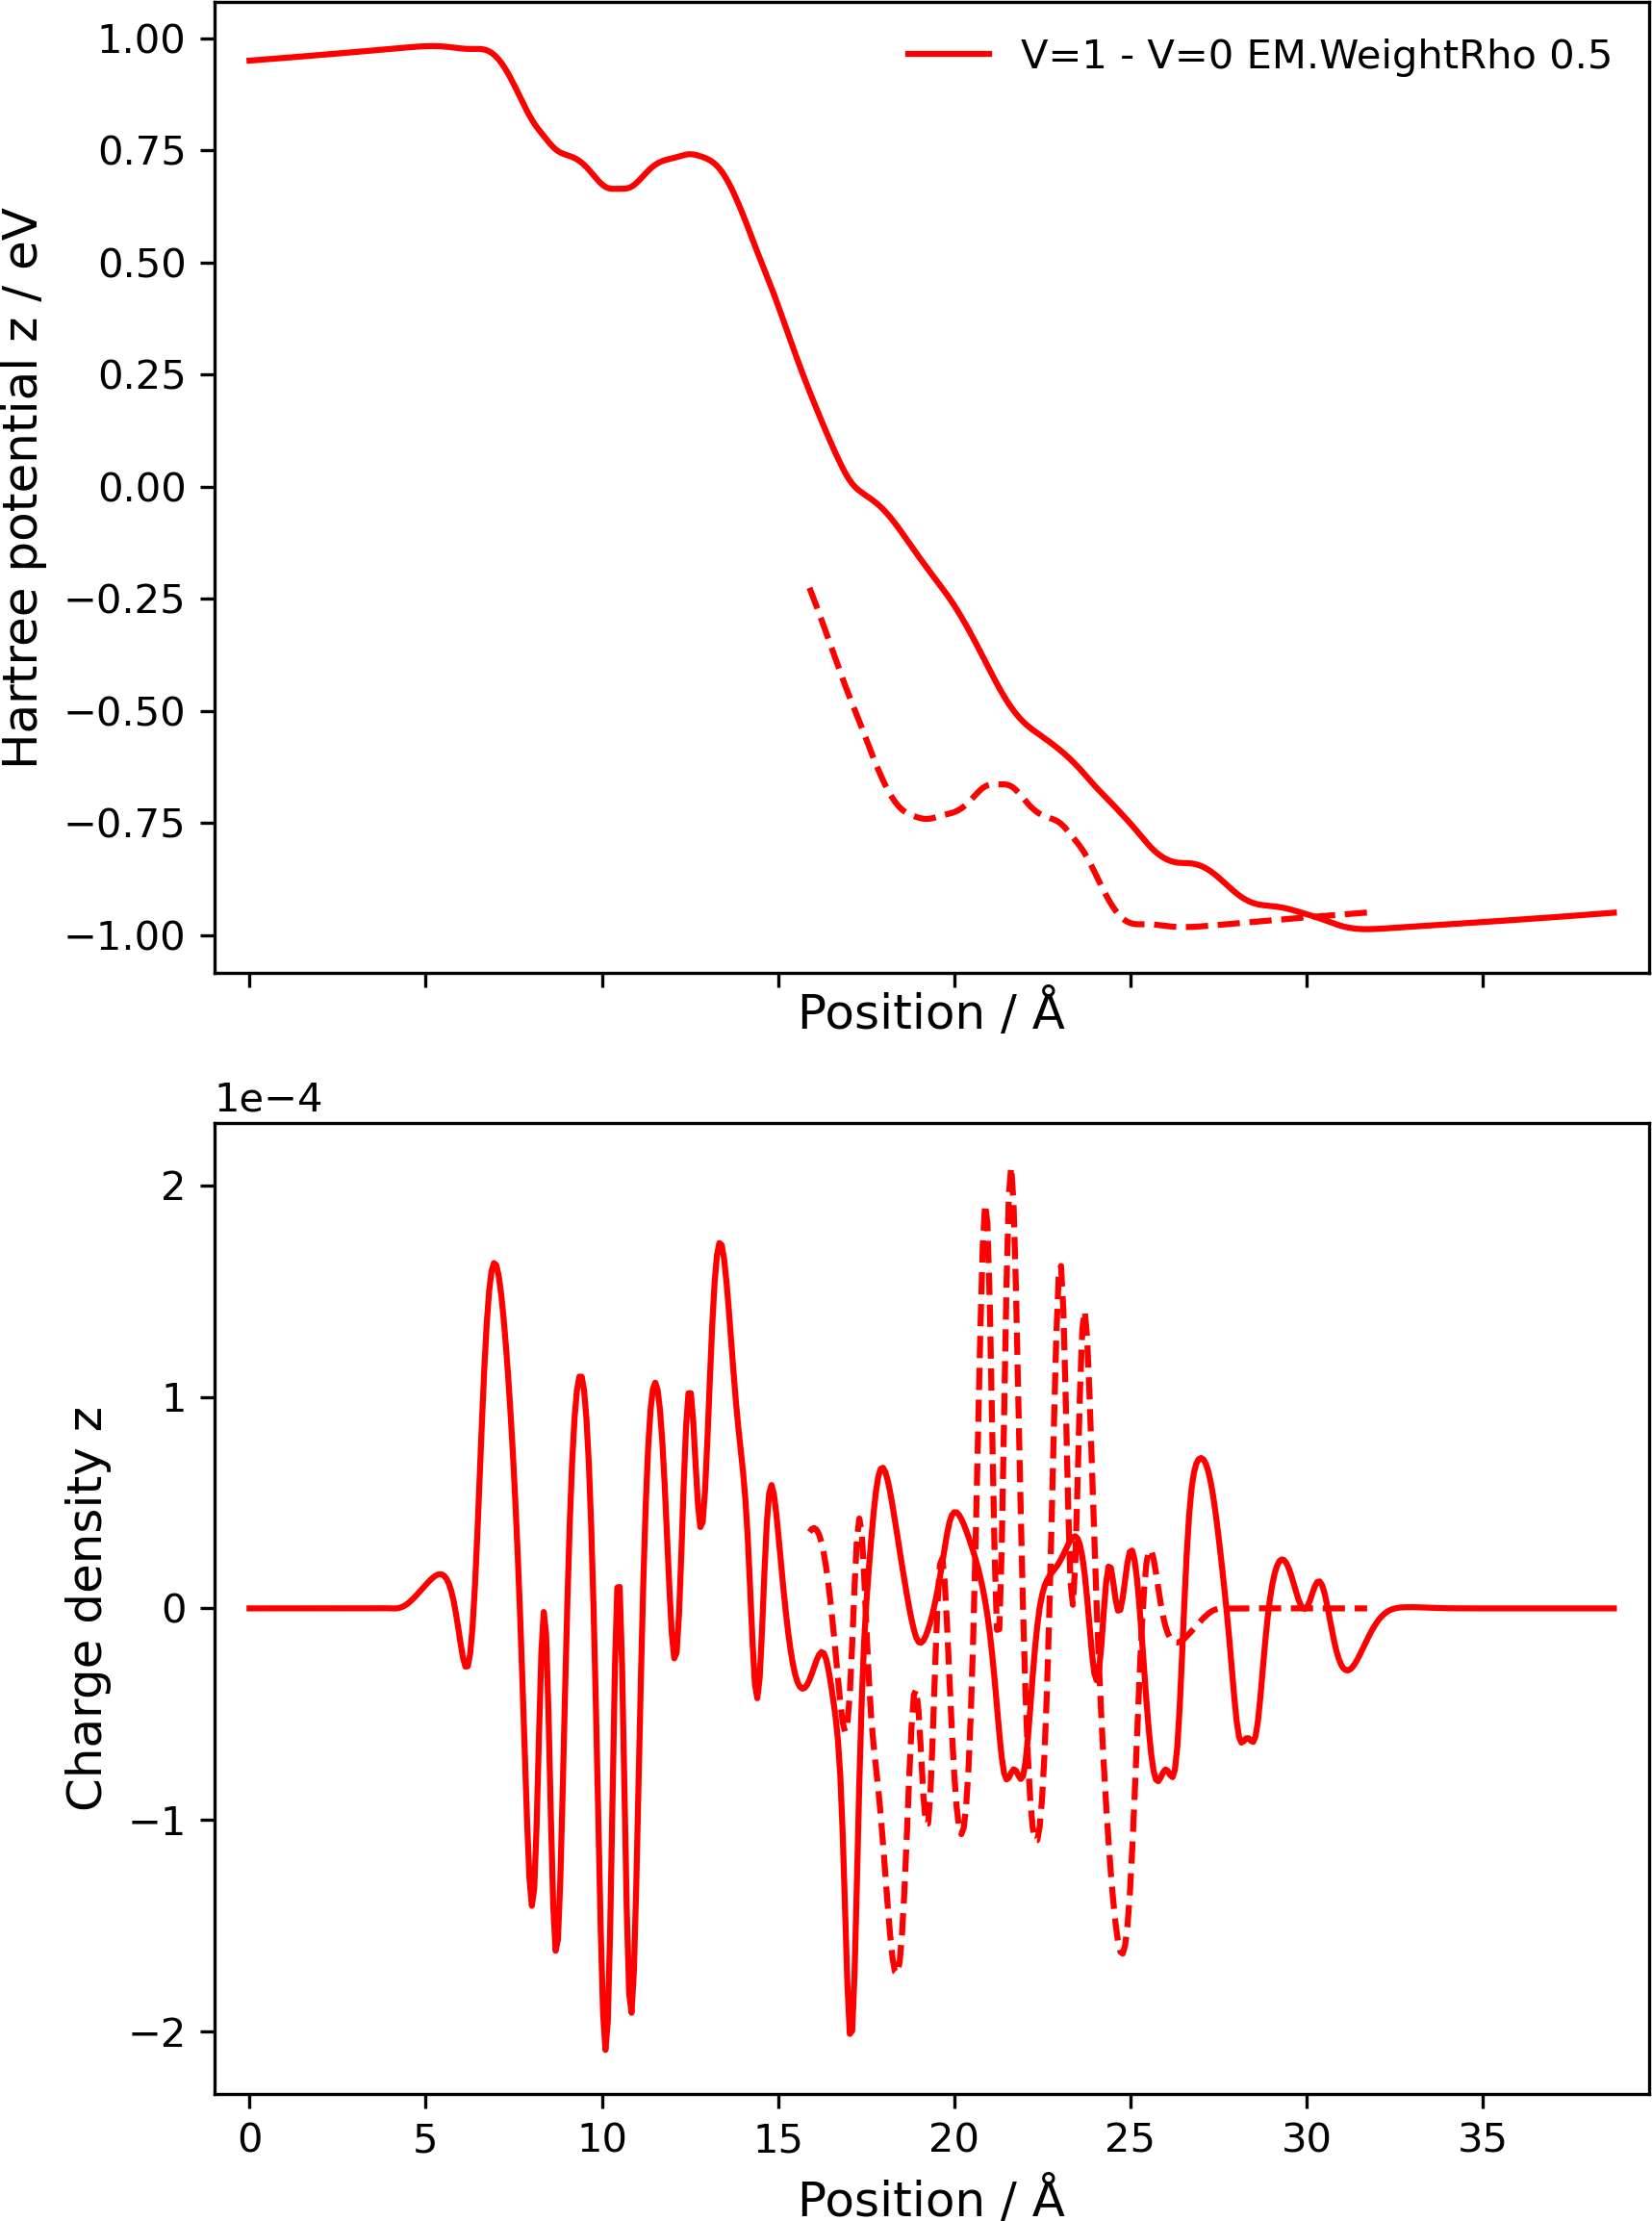 V=1 - V=0 EM.WeightRho 0.5
Hartree potential z / eV
1.00
0.75
0.50
0.25
0.00
−0.25
−0.50
−0.75
−1.00
Position / Å
1e−4
Charge density z
2
1
0
−1
−2
0 5 10 15 20 25 30 35
Position / Å